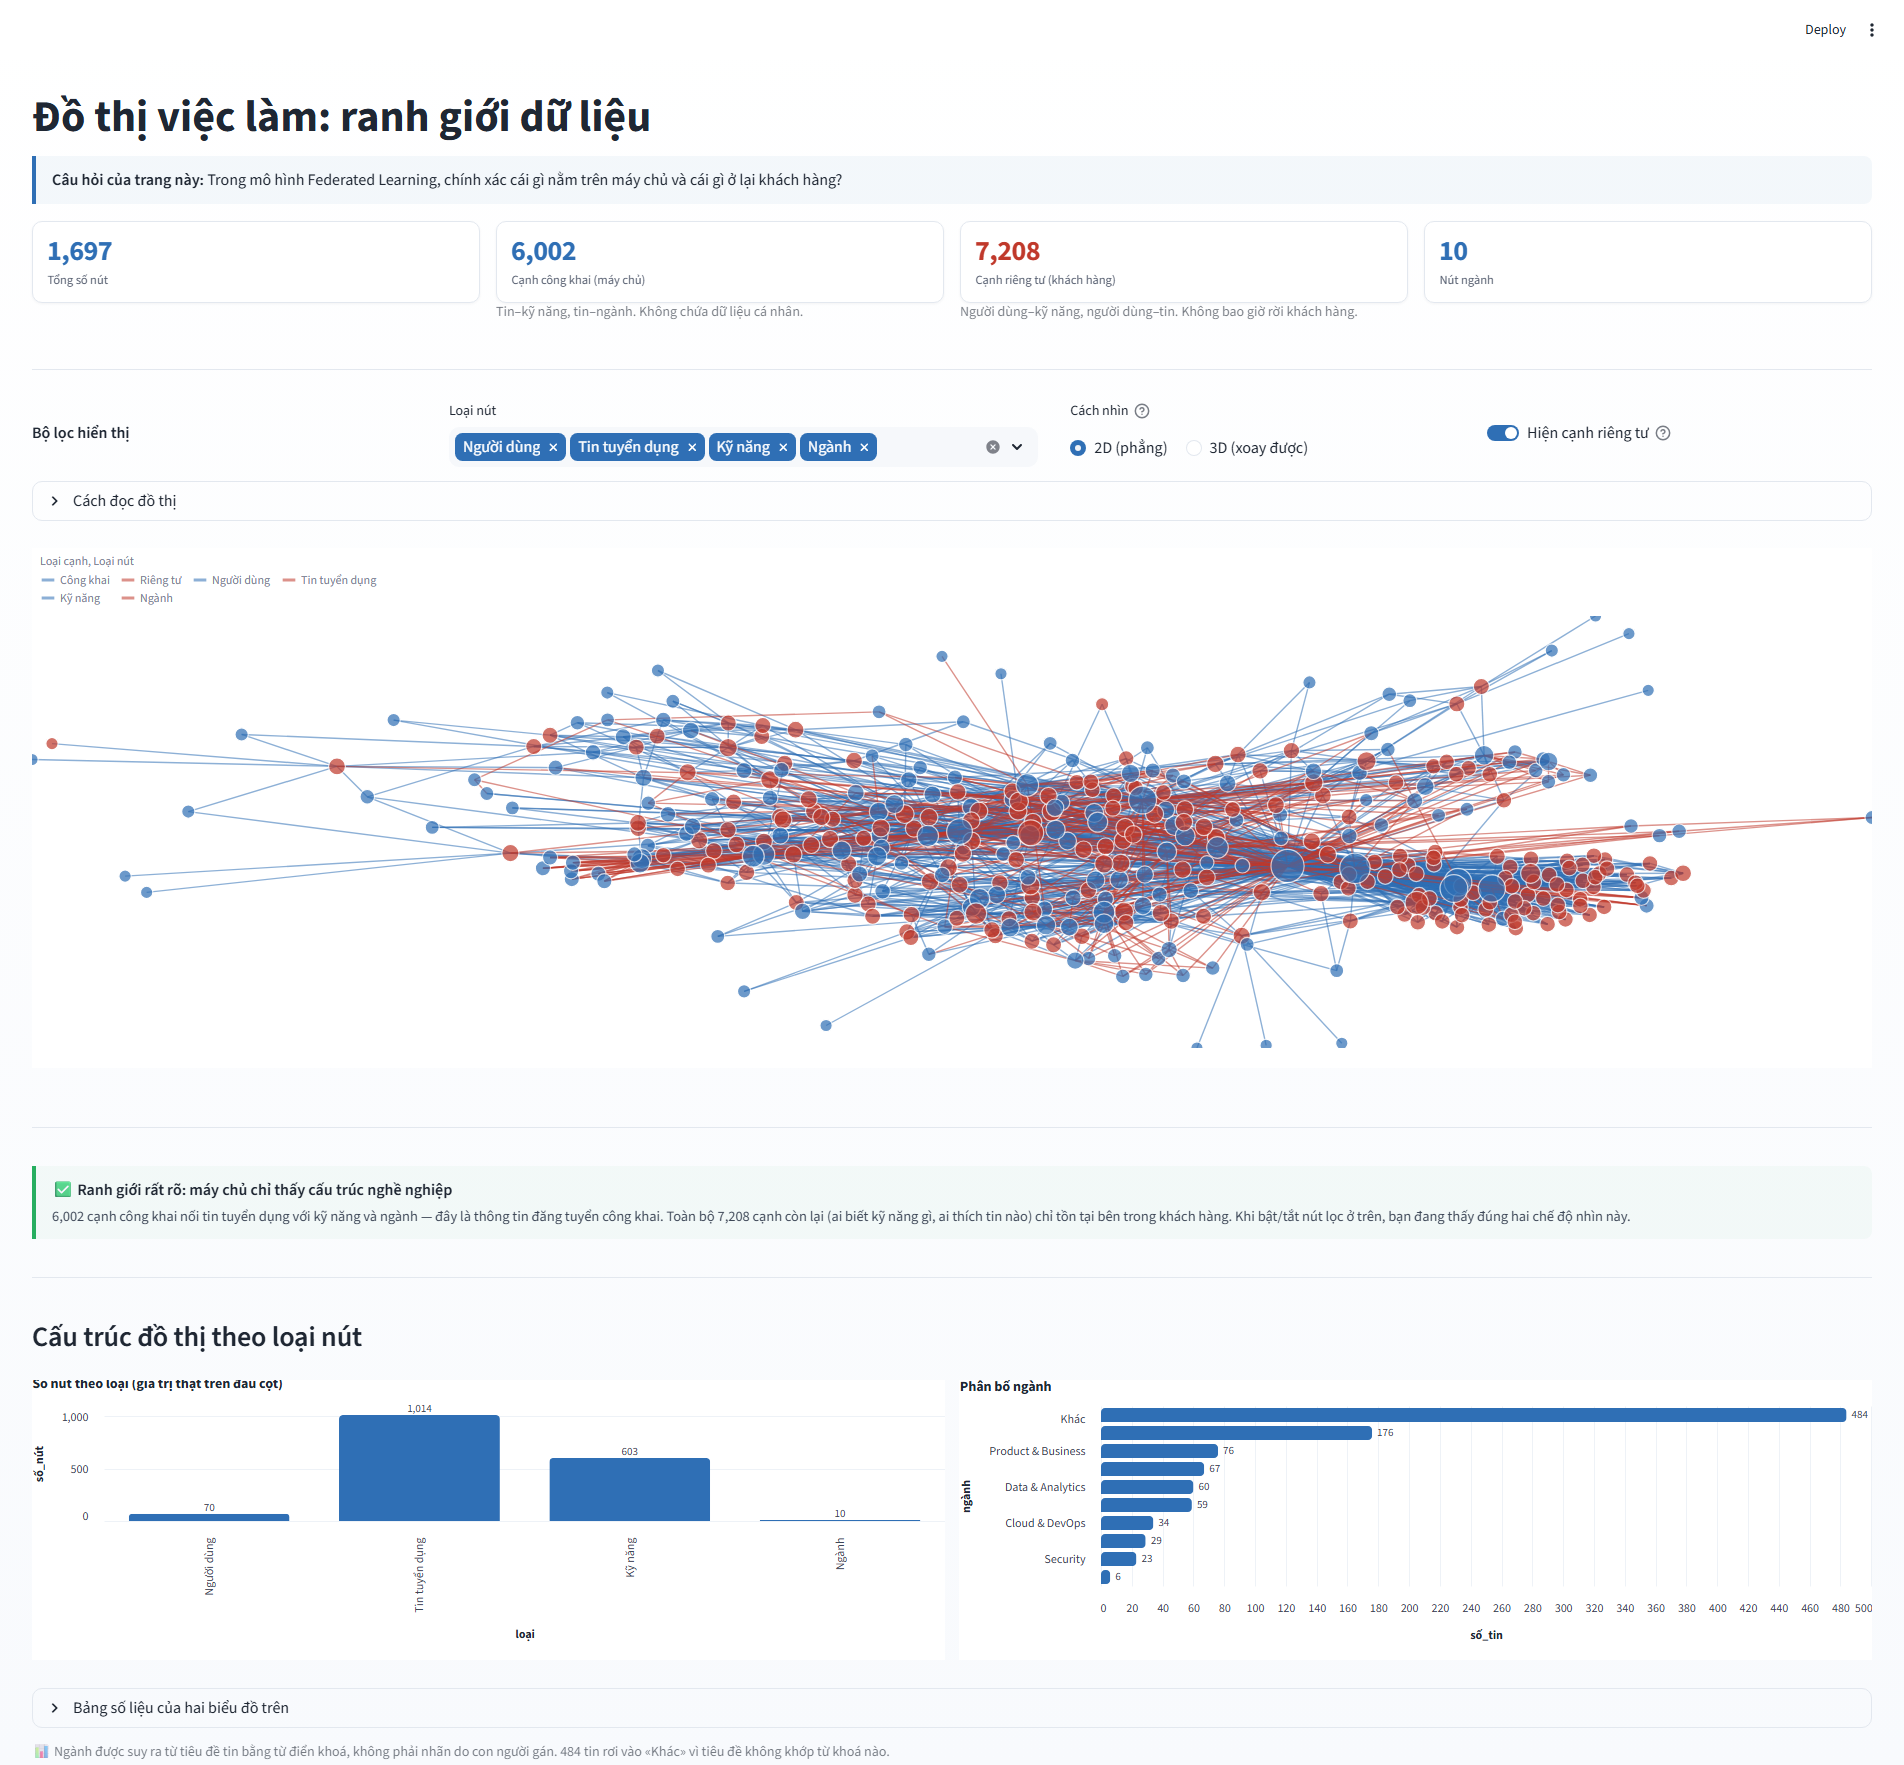 Deploy
Đồ thị việc làm: ranh giới dữ liệu
Câu hỏi của trang này: Trong mô hình Federated Learning, chính xác cái gì nằm trên máy chủ và cái gì ở lại khách hàng?
1,697
Tổng số nút
6,002
Cạnh công khai (máy chủ)
7,208
Cạnh riêng tư (khách hàng)
10
Nút ngành
Tin–kỹ năng, tin–ngành. Không chứa dữ liệu cá nhân.
Người dùng–kỹ năng, người dùng–tin. Không bao giờ rời khách hàng.
Bộ lọc hiển thị
Loại nút
Người dùng
Tin tuyển dụng
Kỹ năng
Ngành
Cách nhìn
2D (phẳng)
3D (xoay được)
Hiện cạnh riêng tư
Cách đọc đồ thị
Loại cạnh, Loại nút
Công khai
Riêng tư
Người dùng
Tin tuyển dụng
Kỹ năng
Ngành
✅ Ranh giới rất rõ: máy chủ chỉ thấy cấu trúc nghề nghiệp
6,002 cạnh công khai nối tin tuyển dụng với kỹ năng và ngành — đây là thông tin đăng tuyển công khai. Toàn bộ 7,208 cạnh còn lại (ai biết kỹ năng gì, ai thích tin nào) chỉ tồn tại bên trong khách hàng. Khi bật/tắt nút lọc ở trên, bạn đang thấy đúng hai chế độ nhìn này.
Cấu trúc đồ thị theo loại nút
Số nút theo loại (giá trị thật trên đầu cột)
số_nút
1,000
500
0
70
1,014
603
10
Người dùng
Tin tuyển dụng
Kỹ năng
Ngành
loại
Phân bố ngành
ngành
Khác
484
176
Product & Business
76
67
Data & Analytics
60
59
Cloud & DevOps
34
29
Security
23
6
0 20 40 60 80 100 120 140 160 180 200 220 240 260 280 300 320 340 360 380 400 420 440 460 480 500
số_tin
Bảng số liệu của hai biểu đồ trên
📊 Ngành được suy ra từ tiêu đề tin bằng từ điển khoá, không phải nhãn do con người gán. 484 tin rơi vào «Khác» vì tiêu đề không khớp từ khoá nào.